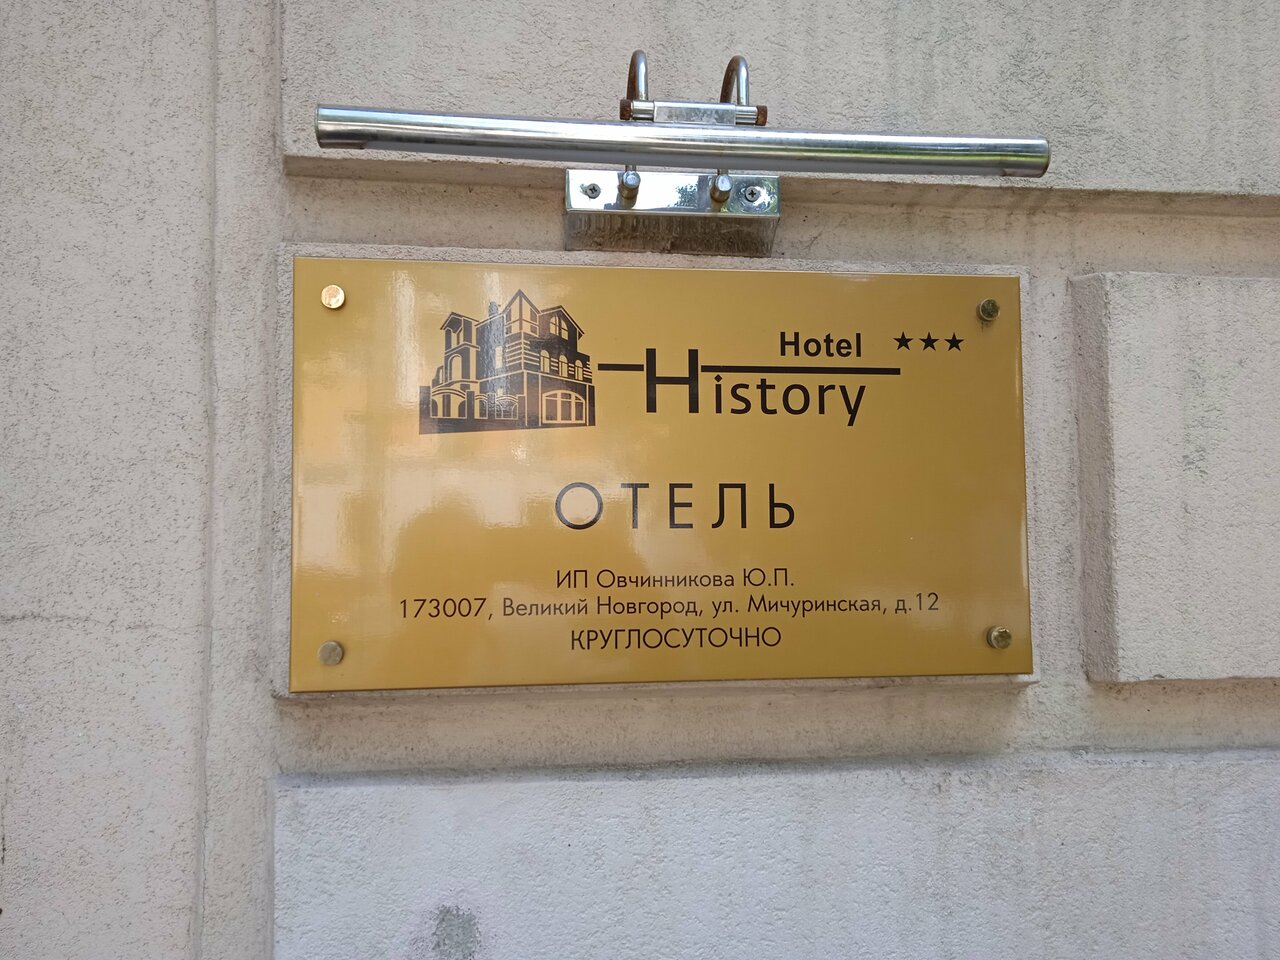 Hotel ★★★
History
ОТЕЛЬ
ИП Овчинникова Ю.П.
173007, Великий Новгород, ул. Мичуринская, д.12
КРУГЛОСУТОЧНО